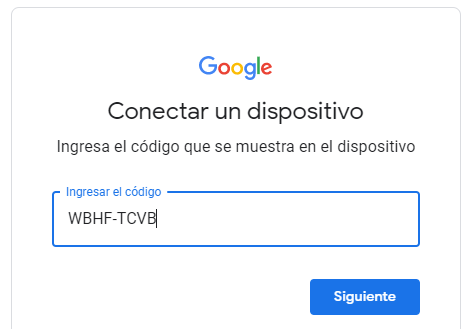 Google
Conectar un dispositivo
Ingresa el código que se muestra en el dispositivo
Ingresar el código
WBHF-TCVB
Siguiente